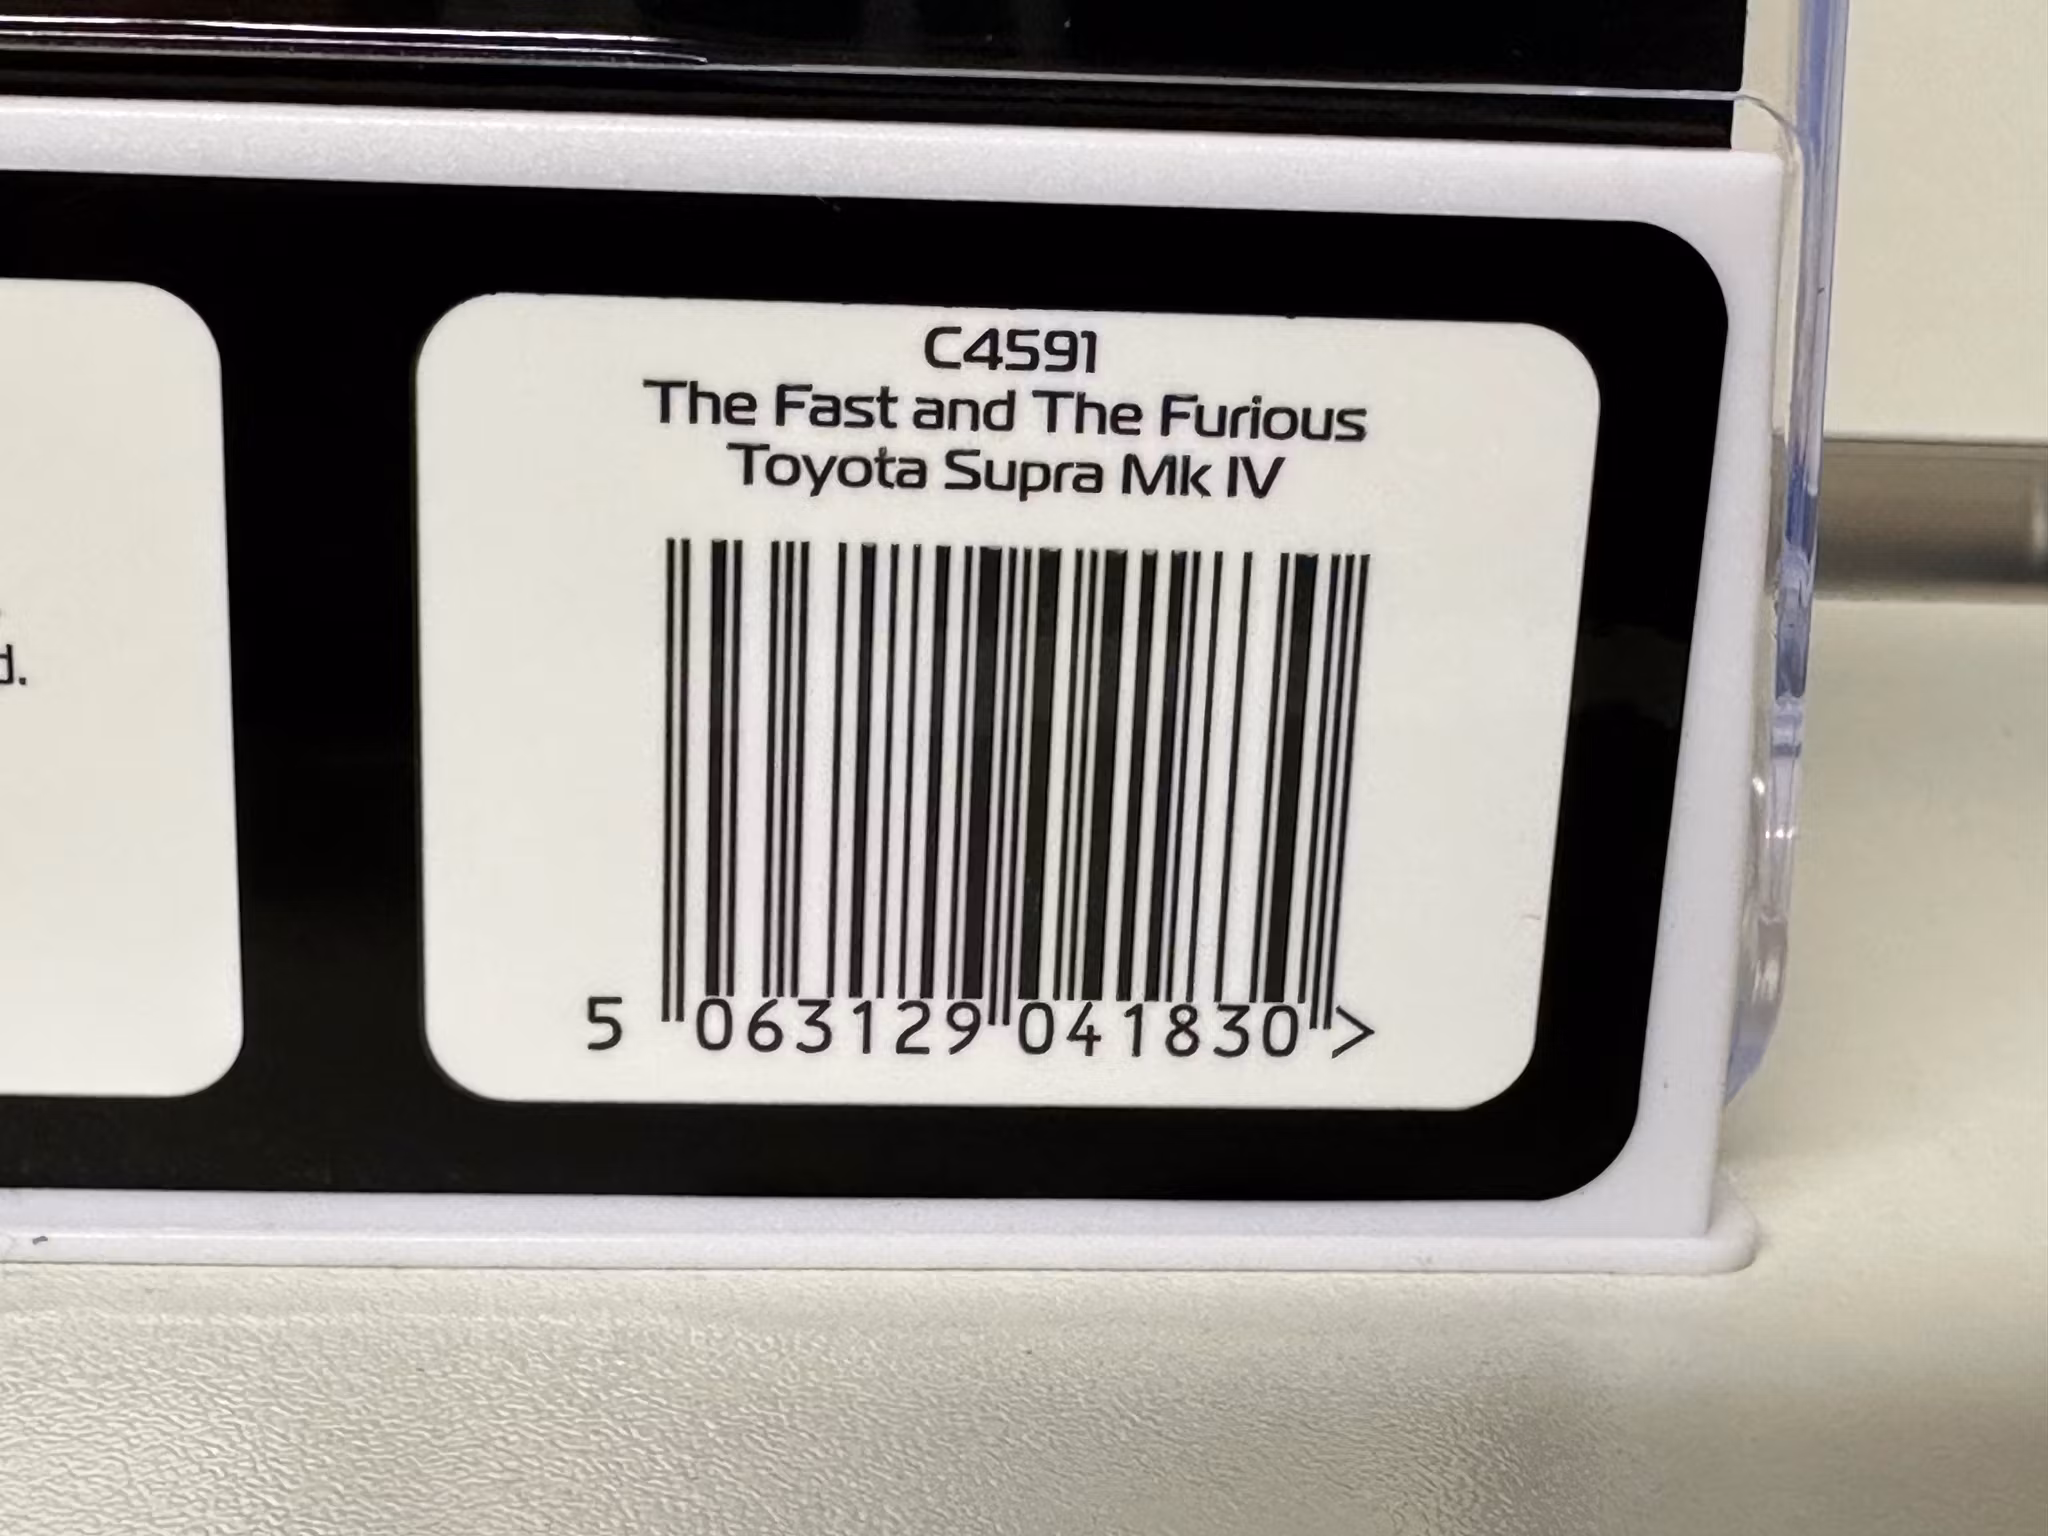 C4591
The Fast and The Furious
Toyota Supra Mk IV
d.
5 063129 041830 >